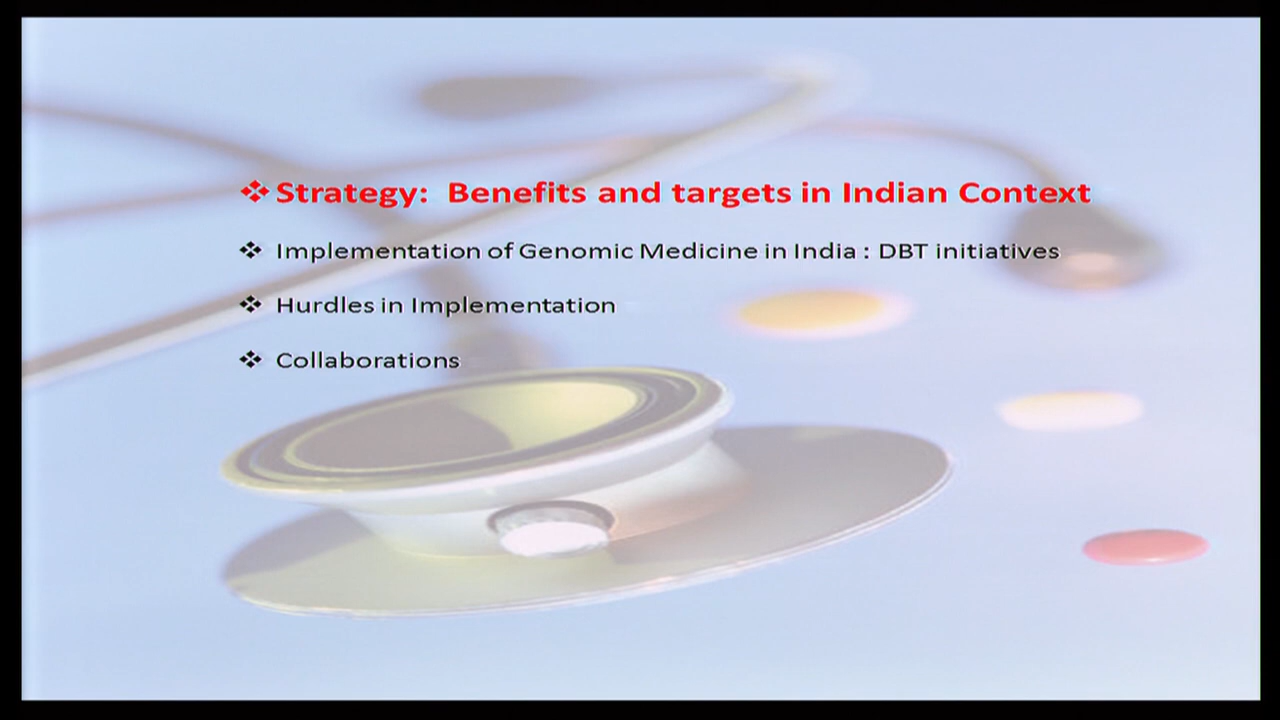 ❖ Strategy: Benefits and targets in Indian Context
❖ Implementation of Genomic Medicine in India : DBT initiatives
❖ Hurdles in Implementation
❖ Collaborations